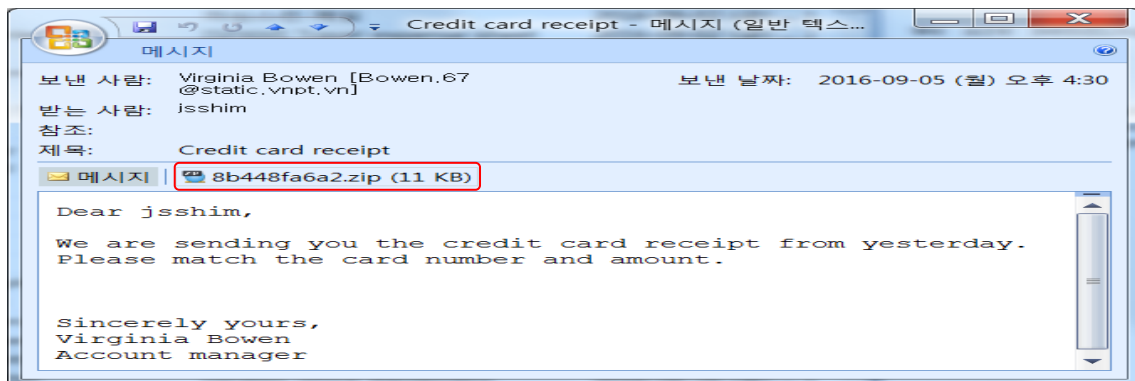 Credit card receipt - 메시지 (일반 텍스...
메시지
보낸 사람: Virginia Bowen [Bowen.67
@static.vnpt.vn]
보낸 날짜: 2016-09-05 (월) 오후 4:30
받는 사람: jsshim
참조:
제목: Credit card receipt
메시지 8b448fa6a2.zip (11 KB)
Dear jsshim,
We are sending you the credit card receipt from yesterday.
Please match the card number and amount.
Sincerely yours,
Virginia Bowen
Account manager